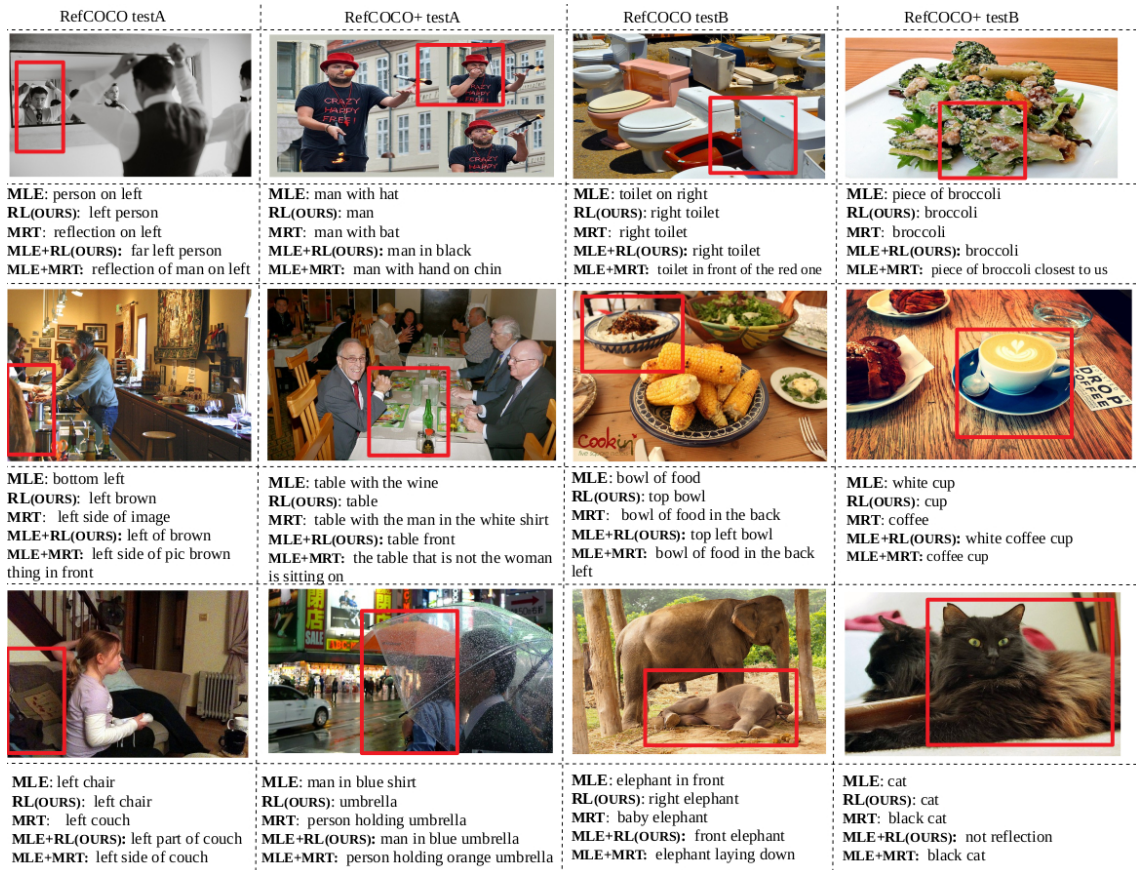 RefCOCO testA
RefCOCO+ testA
RefCOCO testB
RefCOCO+ testB
CRAZY
HAPPY
FREE!
CRAZY
HAPPY
CRAZY
HAPPY
MLE: person on left
RL(OURS): left person
MRT: reflection on left
MLE+RL(OURS): far left person
MLE+MRT: reflection of man on left
MLE: man with hat
RL(OURS): man
MRT: man with bat
MLE+RL(OURS): man in black
MLE+MRT: man with hand on chin
MLE: toilet on right
RL(OURS): right toilet
MRT: right toilet
MLE+RL(OURS): right toilet
MLE+MRT: toilet in front of the red one
MLE: piece of broccoli
RL(OURS): broccoli
MRT: broccoli
MLE+RL(OURS): broccoli
MLE+MRT: piece of broccoli closest to us
Cookin'
DROP
COFFEE
MLE: bottom left
RL(OURS): left brown
MRT: left side of image
MLE+RL(OURS): left of brown
MLE+MRT: left side of pic brown
thing in front
MLE: table with the wine
RL(OURS): table
MRT: table with the man in the white shirt
MLE+RL(OURS): table front
MLE+MRT: the table that is not the woman
is sitting on
MLE: bowl of food
RL(OURS): top bowl
MRT: bowl of food in the back
MLE+RL(OURS): top left bowl
MLE+MRT: bowl of food in the back
left
MLE: white cup
RL(OURS): cup
MRT: coffee
MLE+RL(OURS): white coffee cup
MLE+MRT: coffee cup
SALE
MLE: left chair
RL(OURS): left chair
MRT: left couch
MLE+RL(OURS): left part of couch
MLE+MRT: left side of couch
MLE: man in blue shirt
RL(OURS): umbrella
MRT: person holding umbrella
MLE+RL(OURS): man in blue umbrella
MLE+MRT: person holding orange umbrella
MLE: elephant in front
RL(OURS): right elephant
MRT: baby elephant
MLE+RL(OURS): front elephant
MLE+MRT: elephant laying down
MLE: cat
RL(OURS): cat
MRT: black cat
MLE+RL(OURS): not reflection
MLE+MRT: black cat